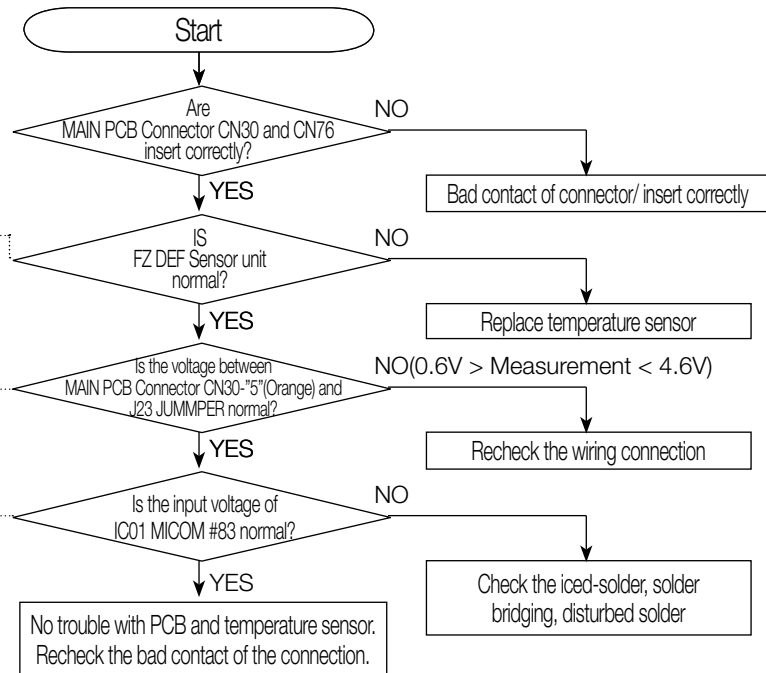 Start
Are
MAIN PCB Connector CN30 and CN76
insert correctly?
NO
YES
Bad contact of connector/ insert correctly
IS
FZ DEF Sensor unit
normal?
NO
YES
Replace temperature sensor
Is the voltage between
MAIN PCB Connector CN30-"5"(Orange) and
J23 JUMMPER normal?
NO(0.6V > Measurement < 4.6V)
YES
Recheck the wiring connection
Is the input voltage of
IC01 MICOM #83 normal?
NO
YES
Check the iced-solder, solder
bridging, disturbed solder
No trouble with PCB and temperature sensor.
Recheck the bad contact of the connection.